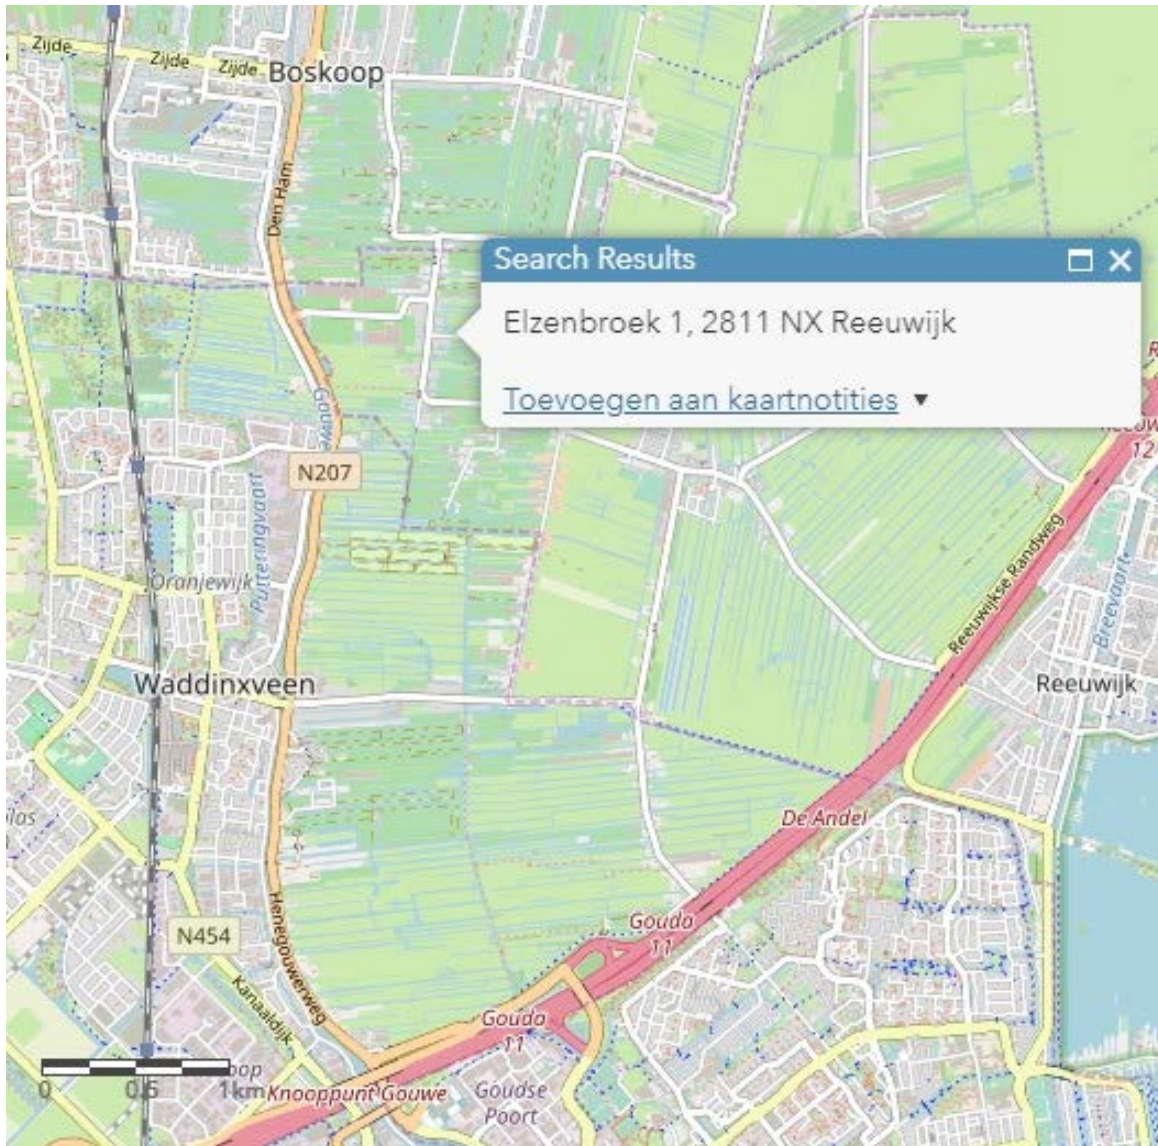 Zijde
Zijde
Zijde
Boskoop
Den Ham
Search Results
Elzenbroek 1, 2811 NX Reeuwijk
Toevoegen aan kaartnotities
Gouwe
N207
12
Putteringvaart
Oranjewijk
Reeuwijkse Randweg
Breevaart
Waddinxveen
Reeuwijk
De Andel
Henegouwerweg
N454
Gouda
11
Kanaaldijk
Gouda
11
0 0.5 1km
Knooppunt Gouwe
Goudse
Poort